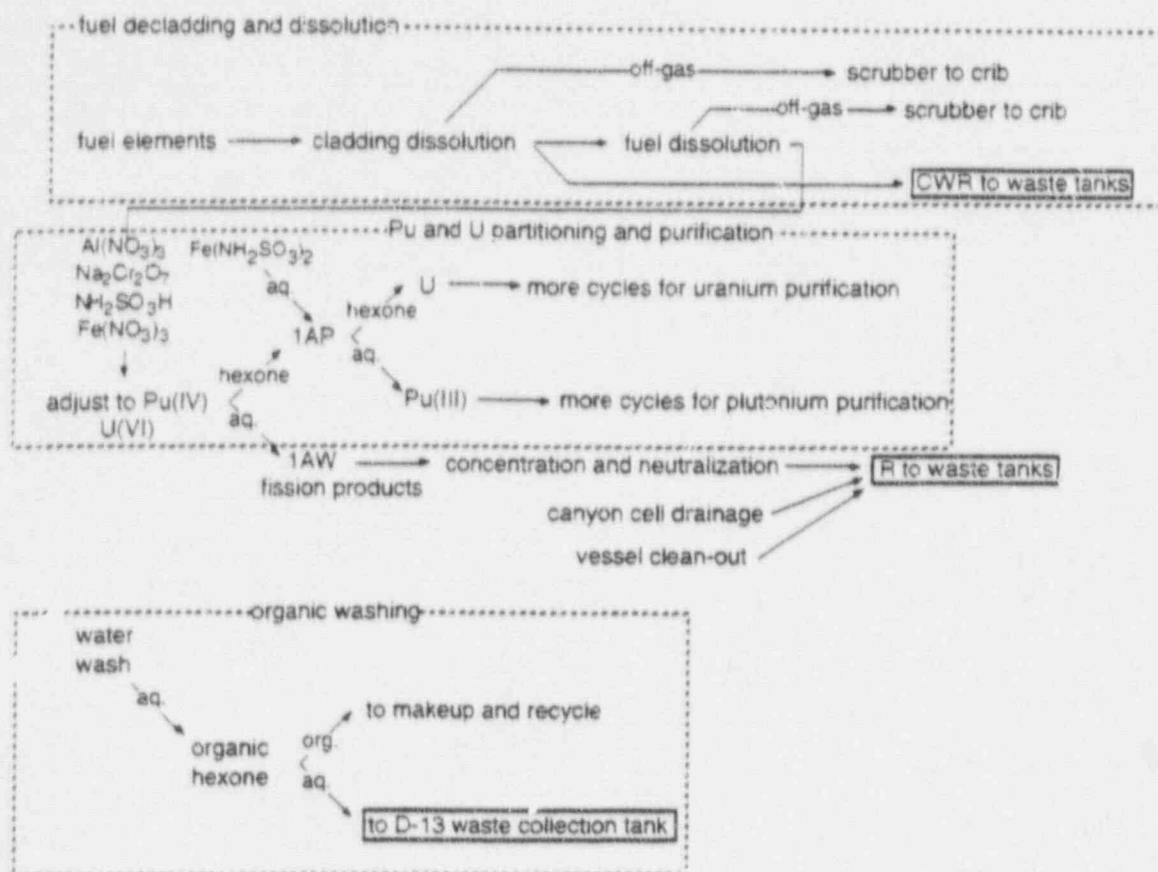 fuel decladding and dissolution
off-gas scrubber to crib
off-gas scrubber to crib
fuel elements cladding dissolution fuel dissolution
CWR to waste tanks
Pu and U partitioning and purification
Al(NO3)3 Fe(NH2SO3)2
Na2Cr2O7
NH2SO3H
Fe(NO3)3
aq.
hexone U more cycles for uranium purification
1AP
aq.
hexone
adjust to Pu(IV)
U(VI)
aq.
Pu(III) more cycles for plutonium purification
1AW concentration and neutralization R to waste tanks
fission products
canyon cell drainage
vessel clean-out
organic washing
water
wash
aq.
organic
hexone
org. to makeup and recycle
aq.
to D-13 waste collection tank